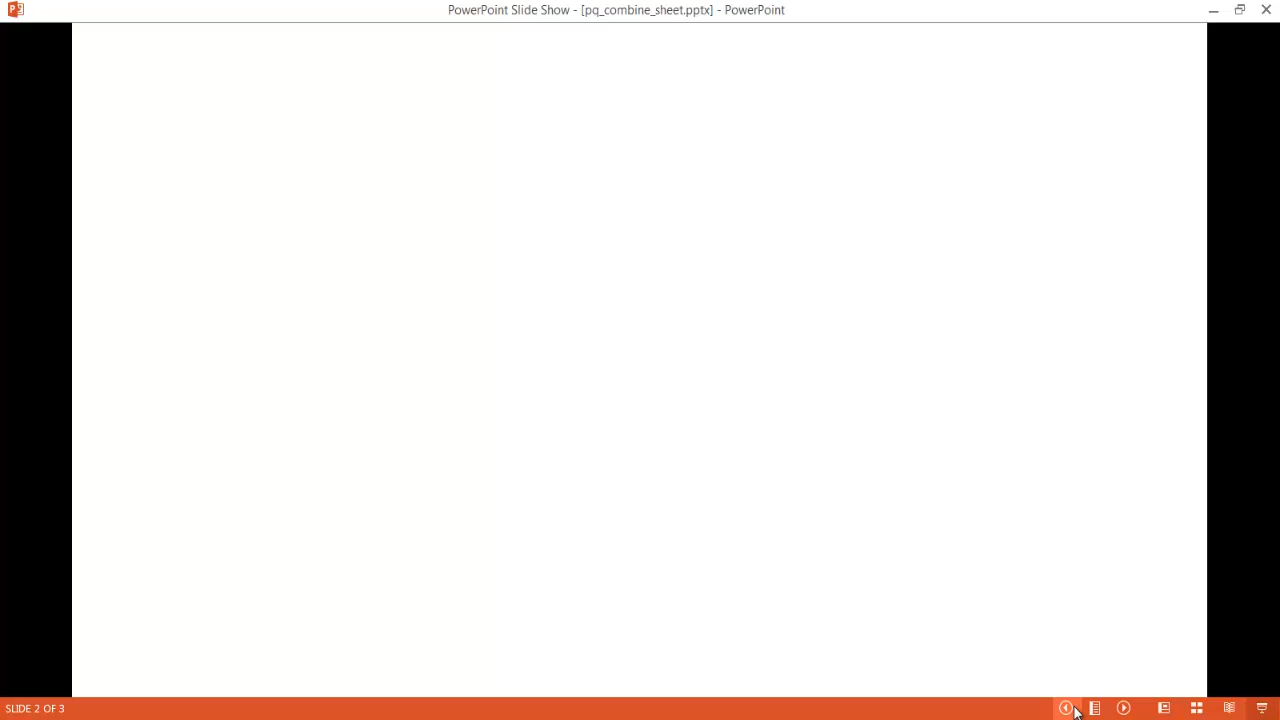 PowerPoint Slide Show - [pq_combine_sheet.pptx] - PowerPoint
SLIDE 2 OF 3